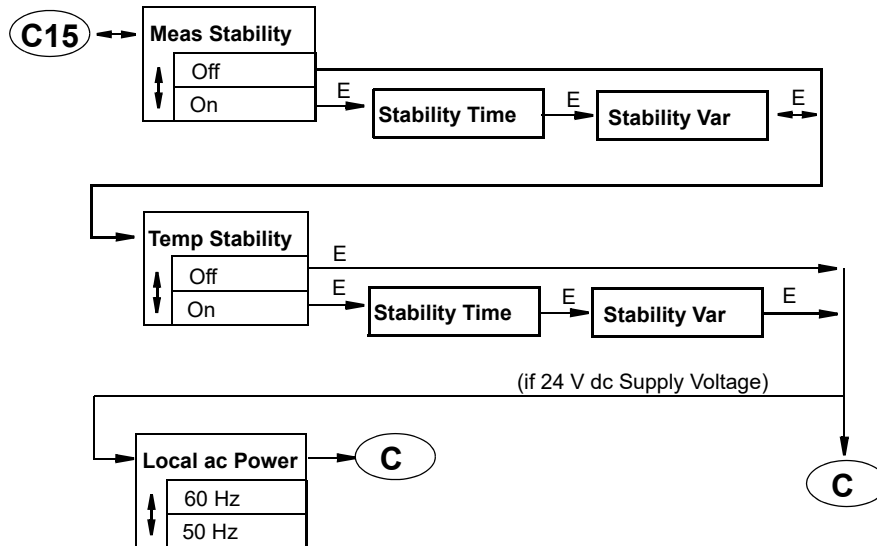 C15
Meas Stability
Off
On
E
Stability Time
E
Stability Var
E
Temp Stability
Off
E
On
E
Stability Time
E
Stability Var
E
(if 24 V dc Supply Voltage)
Local ac Power
C
60 Hz
50 Hz
C